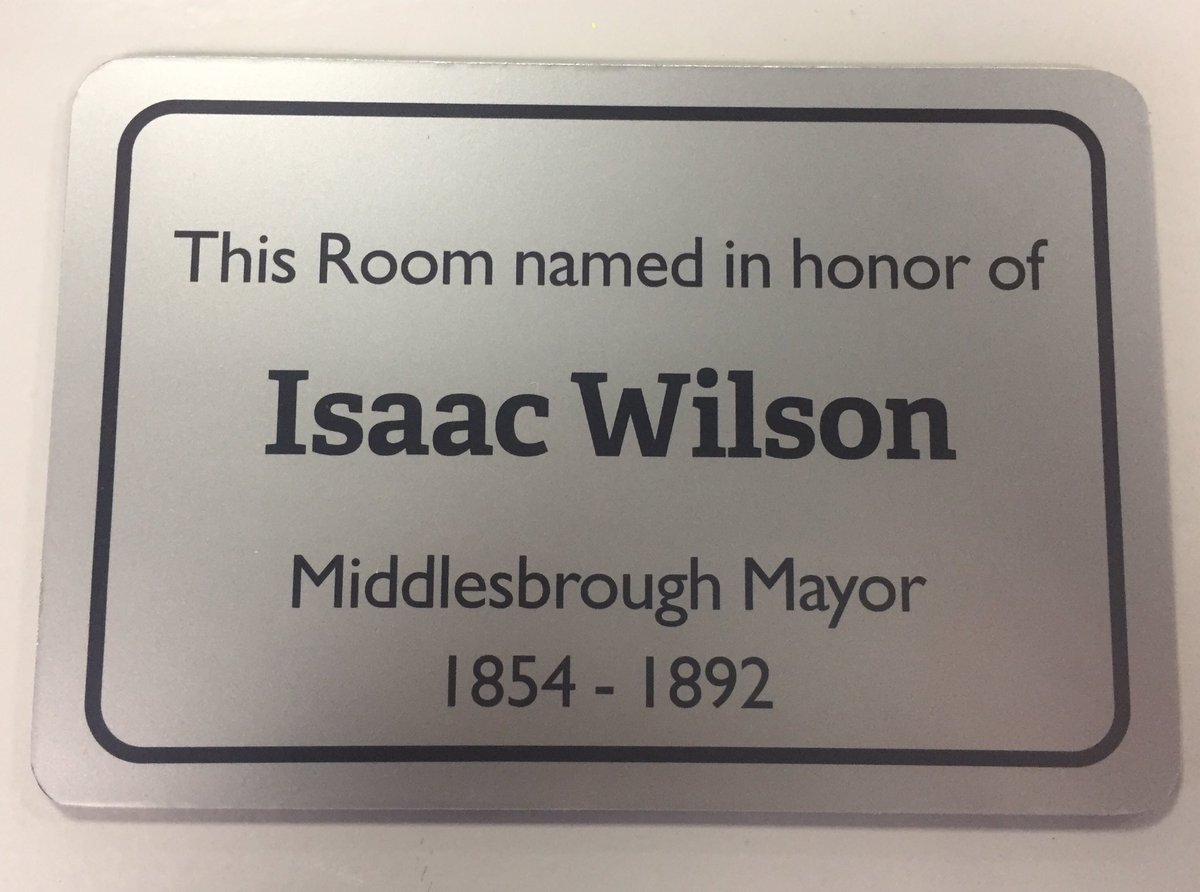 This Room named in honor of
Isaac Wilson
Middlesbrough Mayor
1854 - 1892